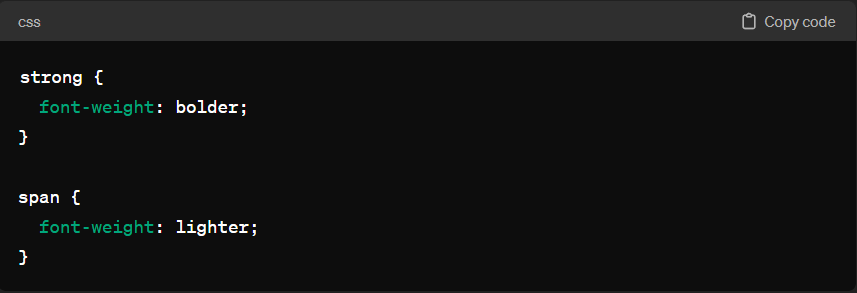 css
Copy code
strong {
  font-weight: bolder;
}

span {
  font-weight: lighter;
}